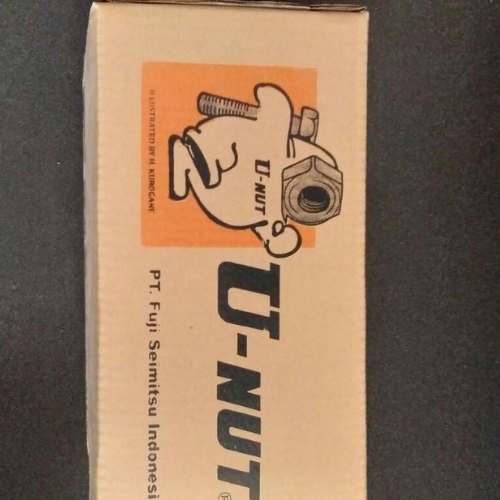 ILLUSTRATED BY H. KUROGANE
U-NUT
U-NUT®
PT. Fuji Seimitsu Indonesi